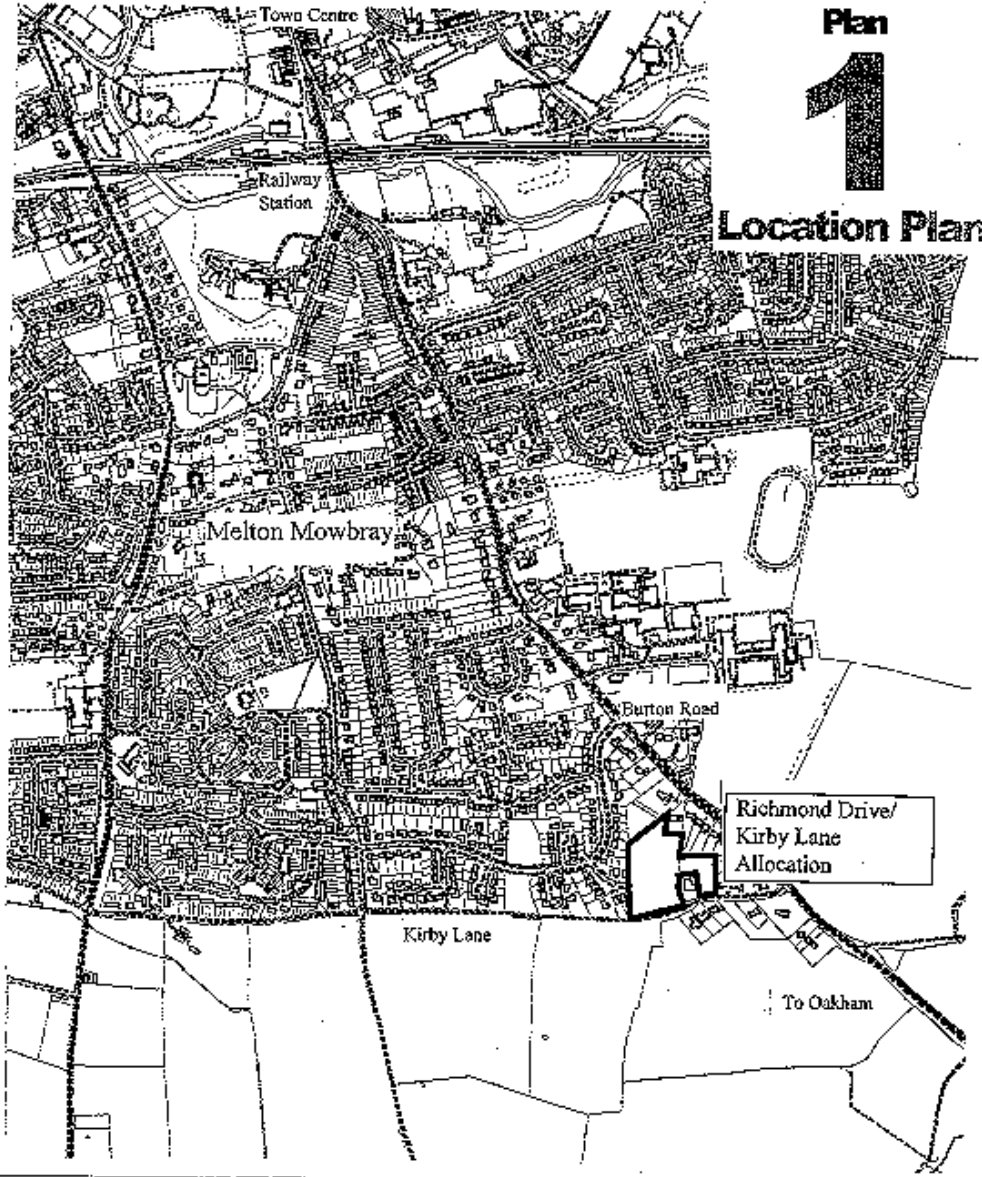 Town Centre
Plan
1
Location Plan
Railway
Station
Melton Mowbray
Burton Road
Richmond Drive/
Kirby Lane
Allocation
Kirby Lane
To Oakham